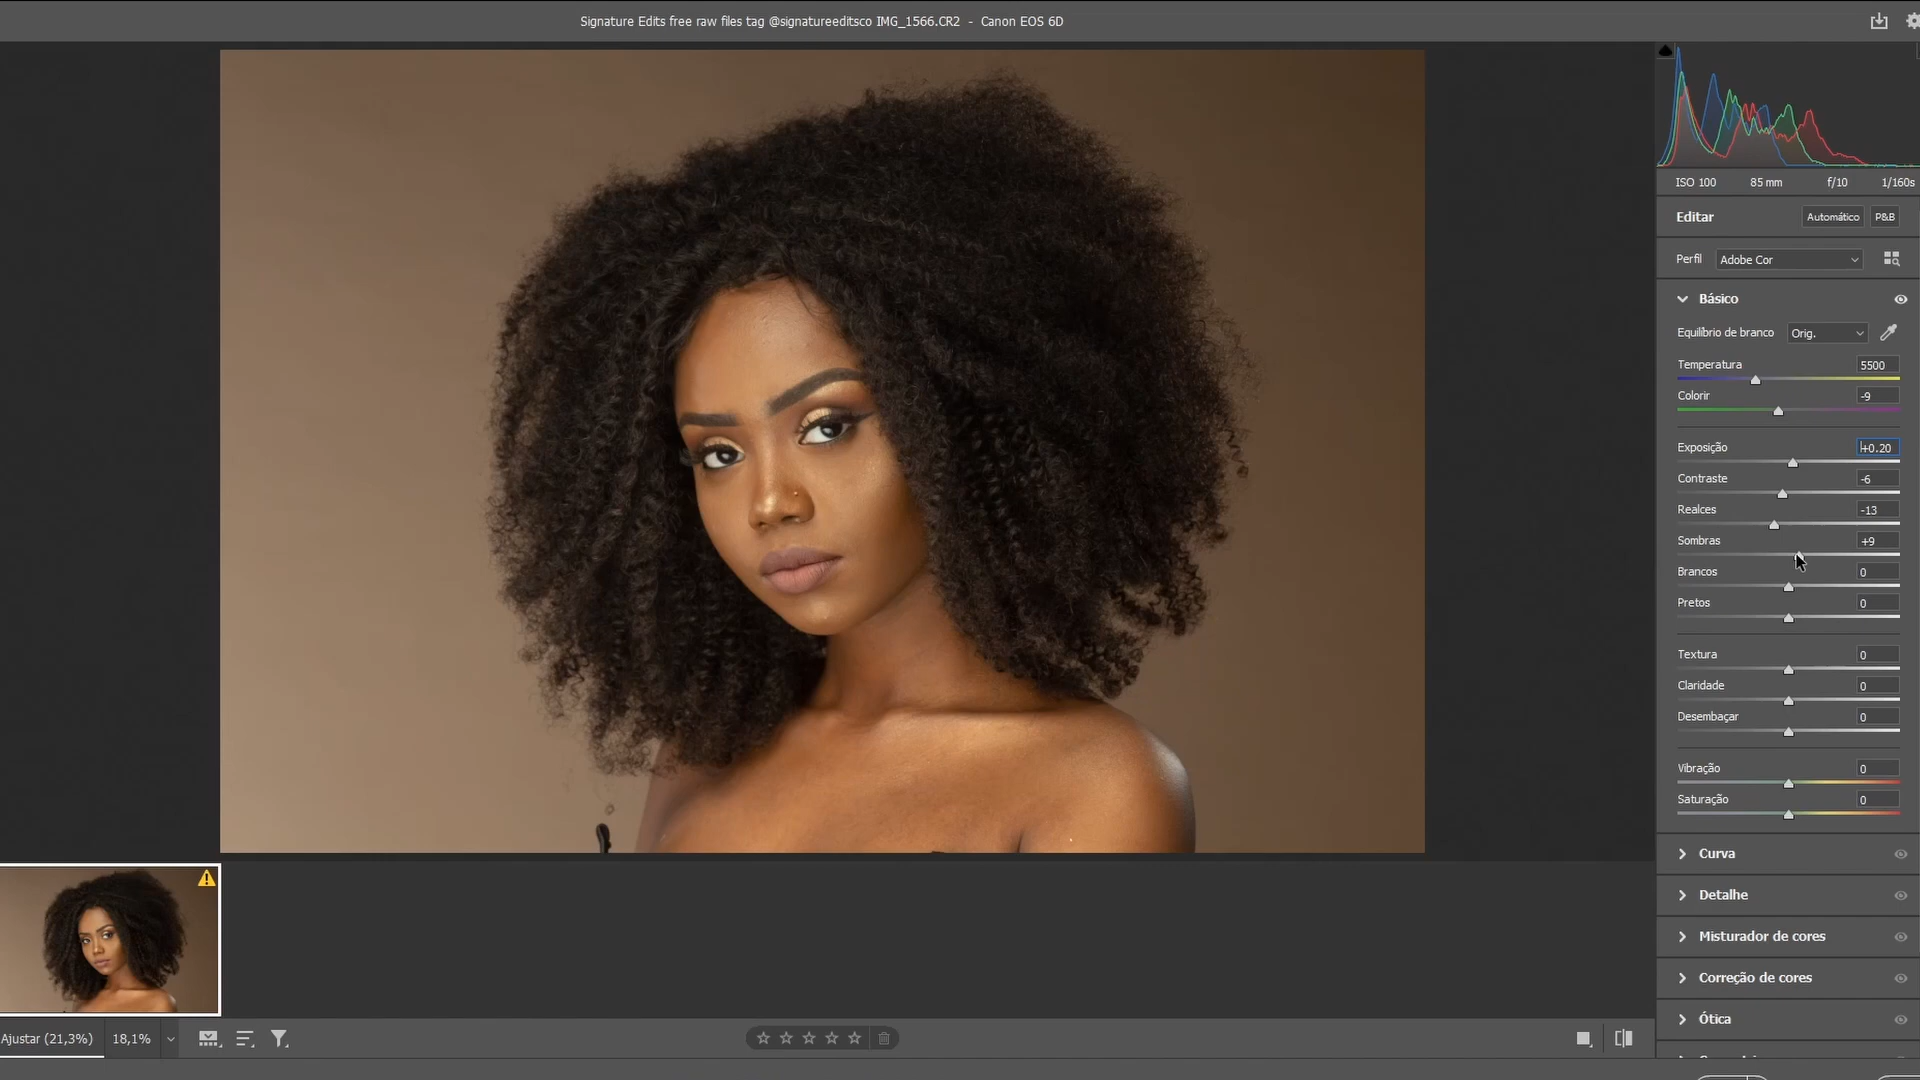 Signature Edits free raw files tag @signatureeditsco IMG_1566.CR2 - Canon EOS 6D
ISO 100 85 mm f/10 1/160s
Editar Automático P&B
Perfil Adobe Cor
Básico
Equilíbrio de branco Orig.
Temperatura 5500
Colorir -9
Exposição +0.20
Contraste -6
Realces -13
Sombras +9
Brancos 0
Pretos 0
Textura 0
Claridade 0
Desembaçar 0
Vibração 0
Saturação 0
Curva
Detalhe
Misturador de cores
Correção de cores
Ótica
Ajustar (21,3%) 18,1%